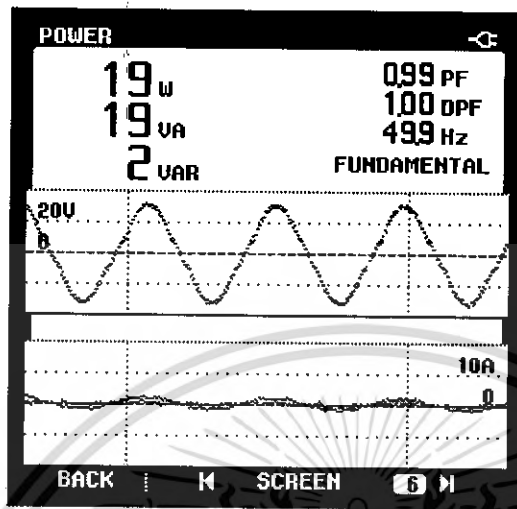 POWER
19 W 0.99 PF
19 VA 1.00 DPF
2 VAR 49.9 Hz
FUNDAMENTAL
20V
0
10A
0
BACK SCREEN 6